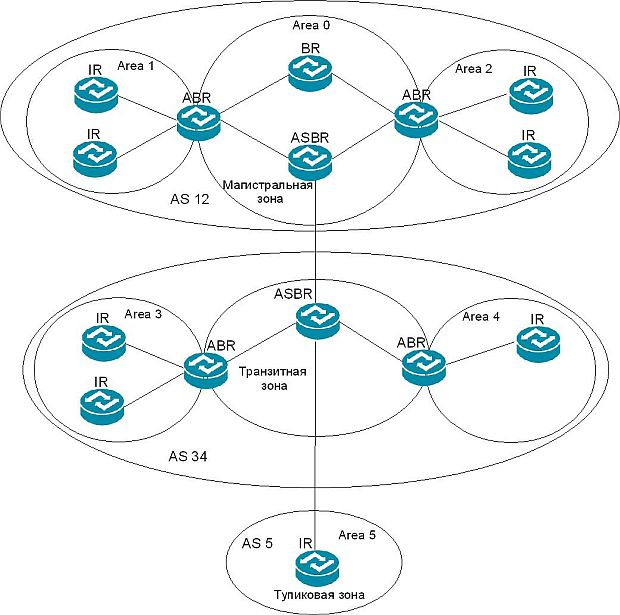 Area 0
IR
Area 1
BR
Area 2
IR
ABR
ABR
IR
ASBR
IR
Магистральная
зона
AS 12
ASBR
IR
Area 3
Area 4
IR
ABR
ABR
IR
Транзитная
зона
AS 34
AS 5
IR
Area 5
Тупиковая зона